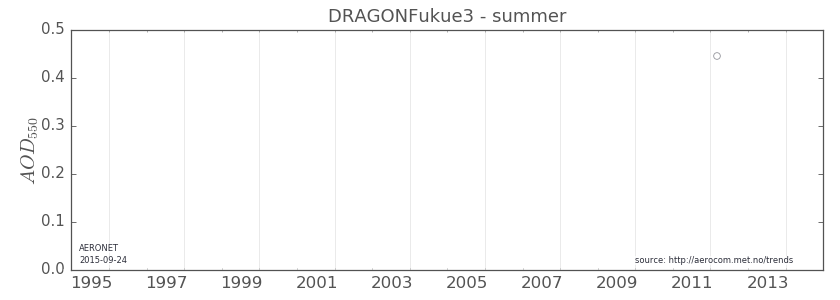 DRAGONFukue3 - summer
0.5
0.4
0.3
0.2
0.1
0.0
AOD550
AERONET
2015-09-24
source: http://aerocom.met.no/trends
1995 1997 1999 2001 2003 2005 2007 2009 2011 2013